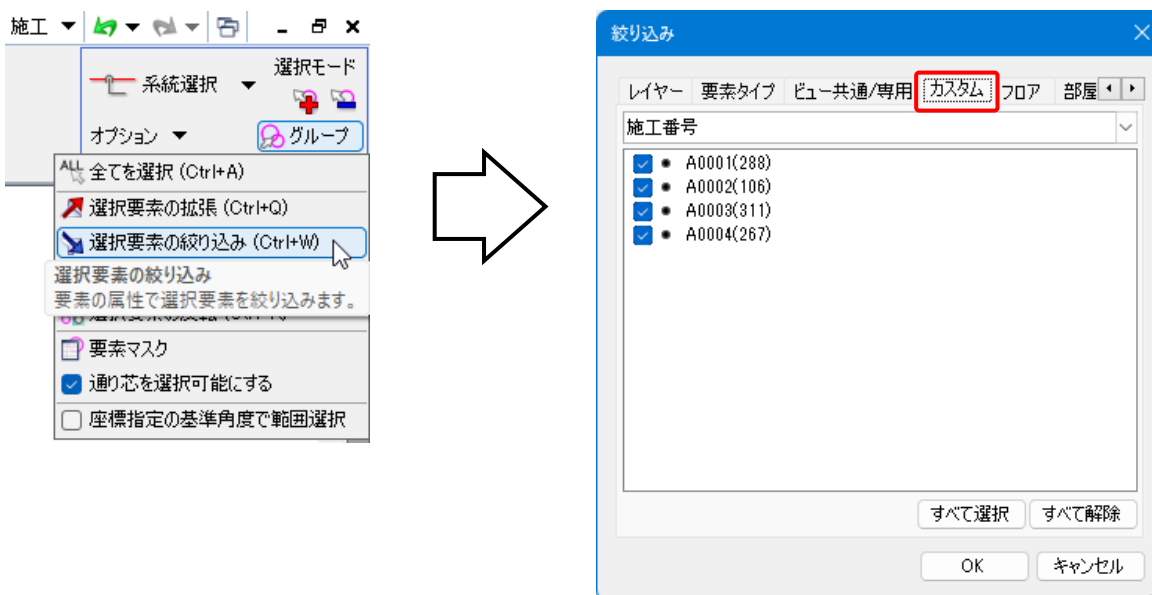 施工
選択モード
系統選択
オプション
グループ
ALL 全てを選択 (Ctrl+A)
選択要素の拡張 (Ctrl+Q)
選択要素の絞り込み (Ctrl+W)
選択要素の絞り込み
要素の属性で選択要素を絞り込みます。
要素マスク
通り芯を選択可能にする
座標指定の基準角度で範囲選択
絞り込み
レイヤー 要素タイプ ビュー共通/専用 カスタム フロア 部屋
施工番号
A0001(288)
A0002(106)
A0003(311)
A0004(267)
すべて選択 すべて解除
OK キャンセル